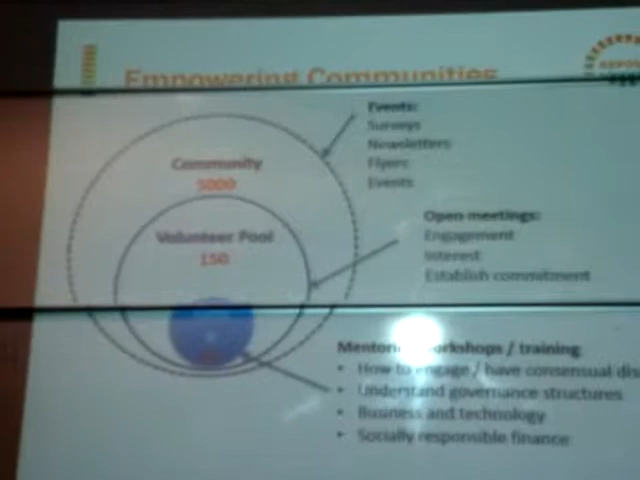 Empowering Communities
Community
5000
Volunteer Pool
150
Events:
Surveys
Newsletters
Flyers
Events
Open meetings:
Engagement
Interest
Establish commitment
workshops / training
• How to engage / have consensual dis
• Understand governance structures
• Business and technology
• Socially responsible finance